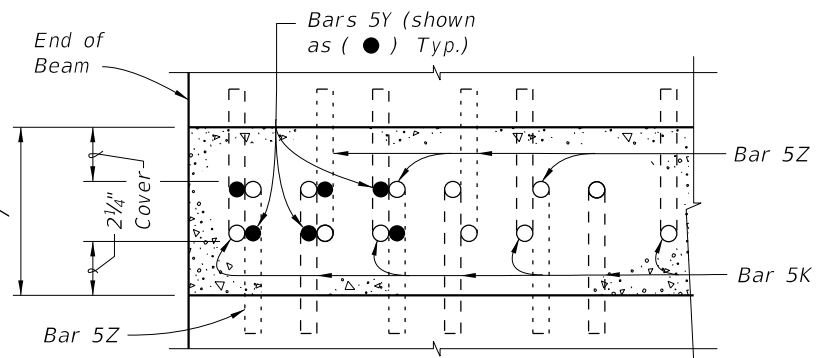 Bars 5Y (shown
as ( ● ) Typ.)
End of
Beam
Bar 5Z
2¼"
Cover
Bar 5K
Bar 5Z